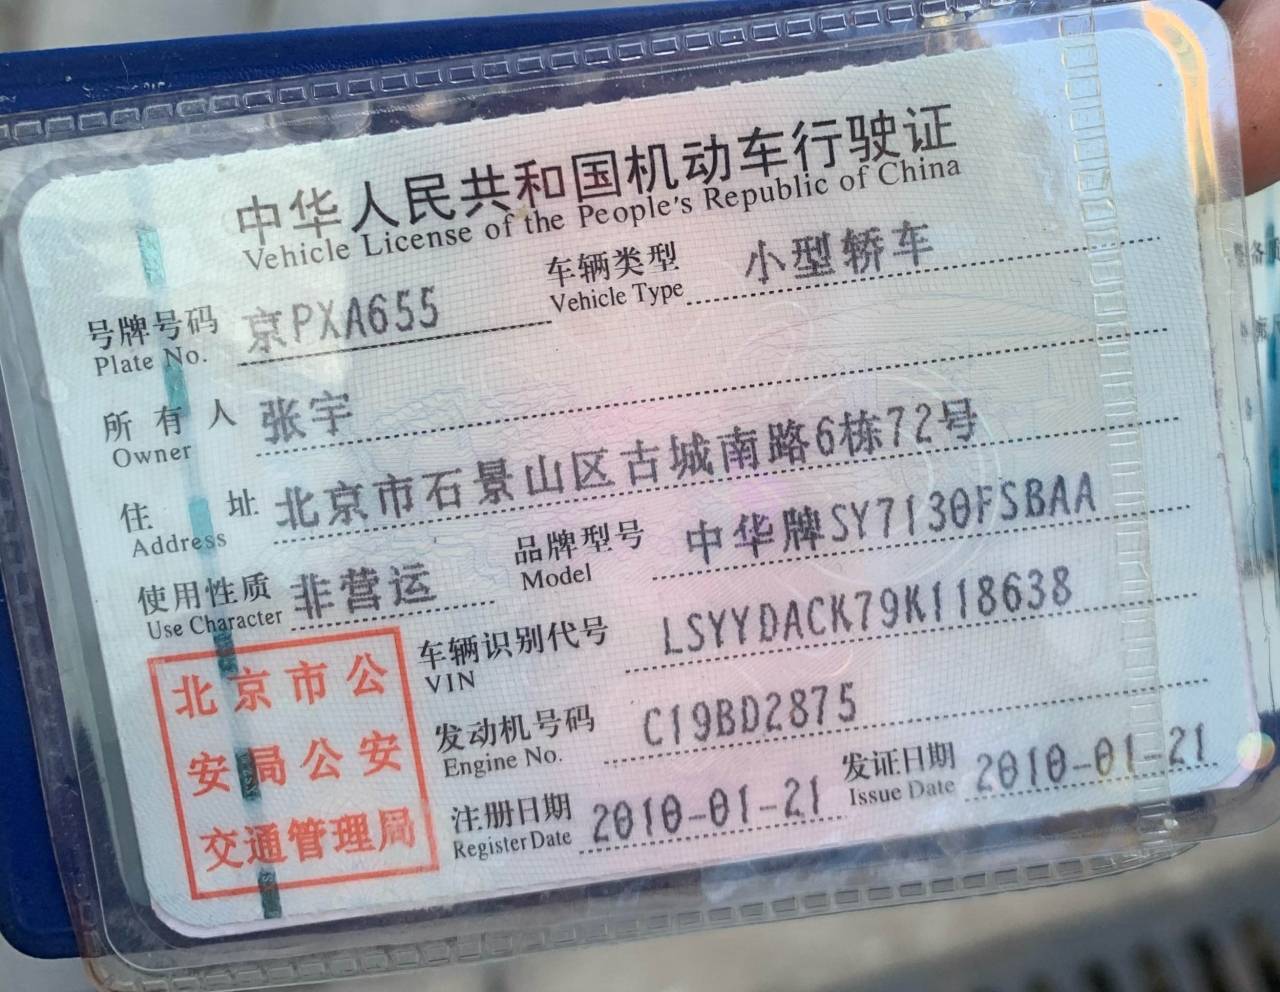 中华人民共和国机动车行驶证
Vehicle License of the People's Republic of China
号牌号码 京PXA655 车辆类型 小型轿车
Plate No. Vehicle Type
所有人 张宇
Owner
住址 北京市石景山区古城南路6栋72号
Address
使用性质 非营运 品牌型号 中华牌SY7130FSBAA
Use Character Model
车辆识别代号 LSYYDACK79K118638
VIN
发动机号码 C19BD2875
Engine No.
注册日期 2010-01-21 发证日期 2010-01-21
Register Date Issue Date
北京市公
安局公安
交通管理局